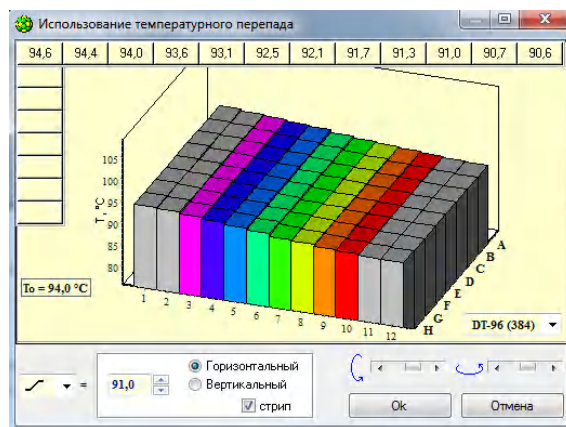 Использование температурного перепада
94,6 94,4 94,0 93,6 93,1 92,5 92,1 91,7 91,3 91,0 90,7 90,6
T, °C
105
100
95
90
85
80
1 2 3 4 5 6 7 8 9 10 11 12
A
B
C
D
E
F
G
H
To = 94,0 °C
DT-96 (384)
= 91,0
Горизонтальный
Вертикальный
стрип
Ok Отмена